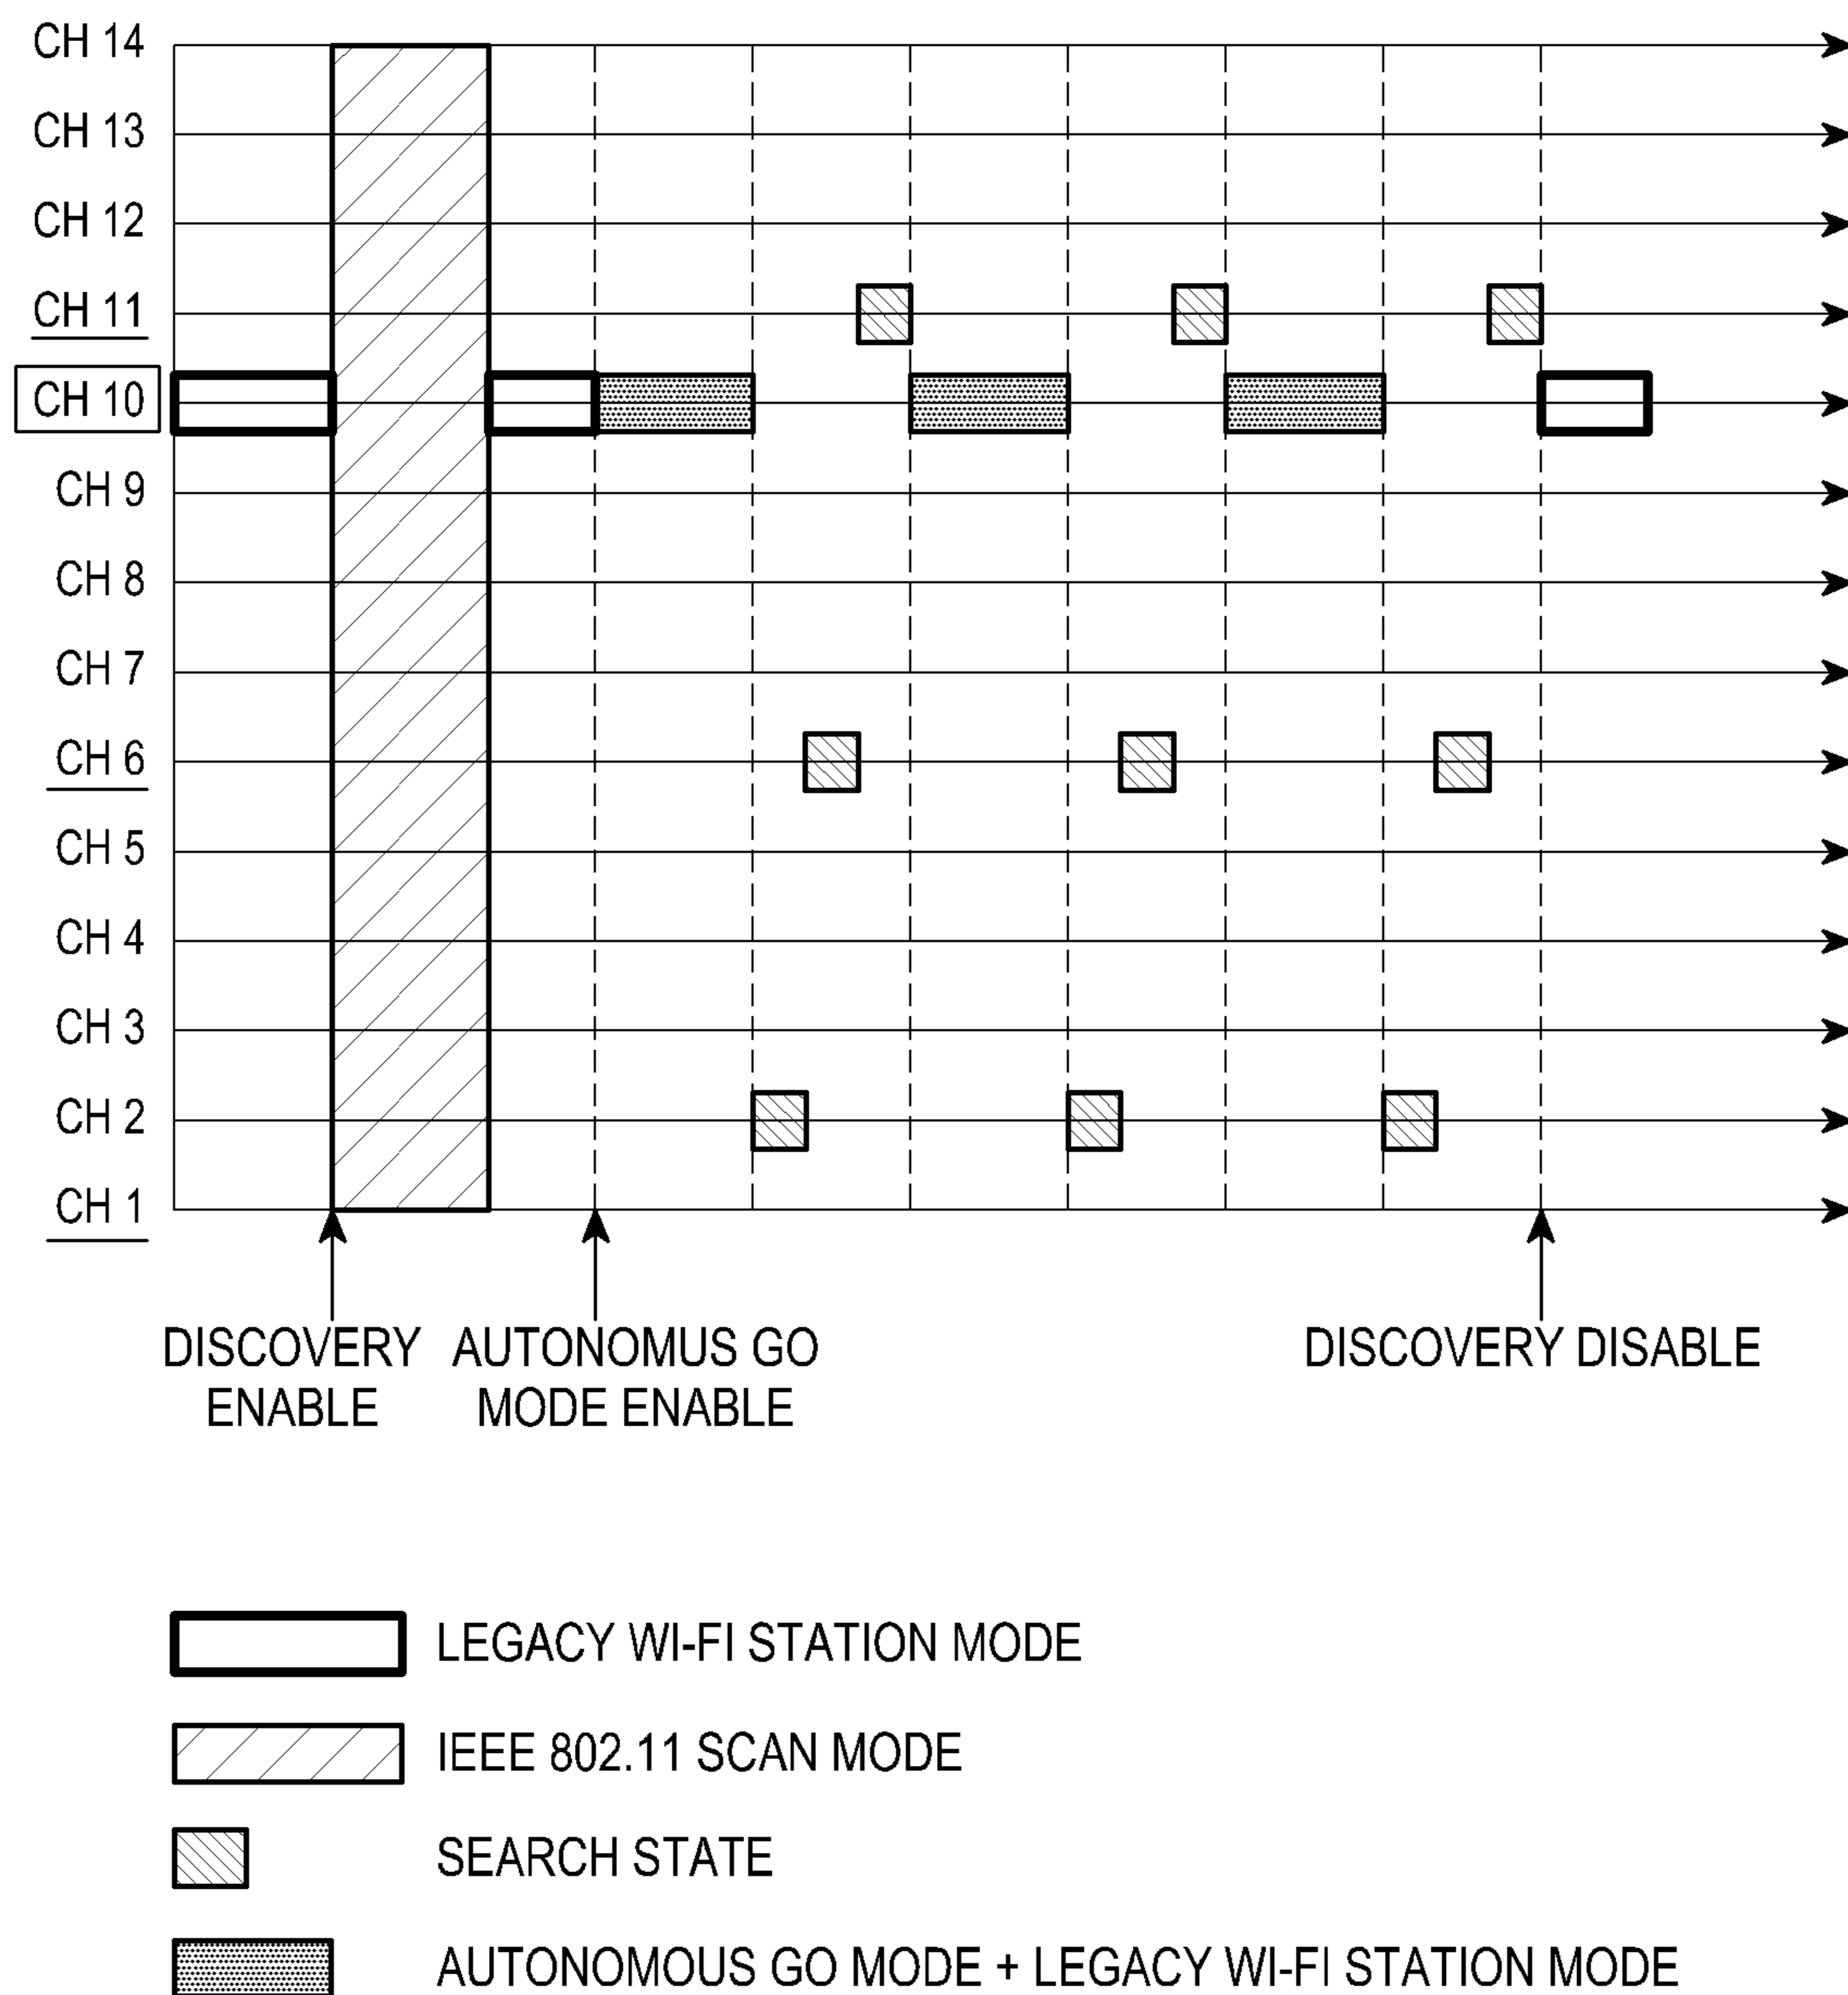 CH 14
CH 13
CH 12
CH 11
CH 10
CH 9
CH 8
CH 7
CH 6
CH 5
CH 4
CH 3
CH 2
CH 1
DISCOVERY
ENABLE
AUTONOMUS GO
MODE ENABLE
DISCOVERY DISABLE
LEGACY WI-FI STATION MODE
IEEE 802.11 SCAN MODE
SEARCH STATE
AUTONOMOUS GO MODE + LEGACY WI-FI STATION MODE